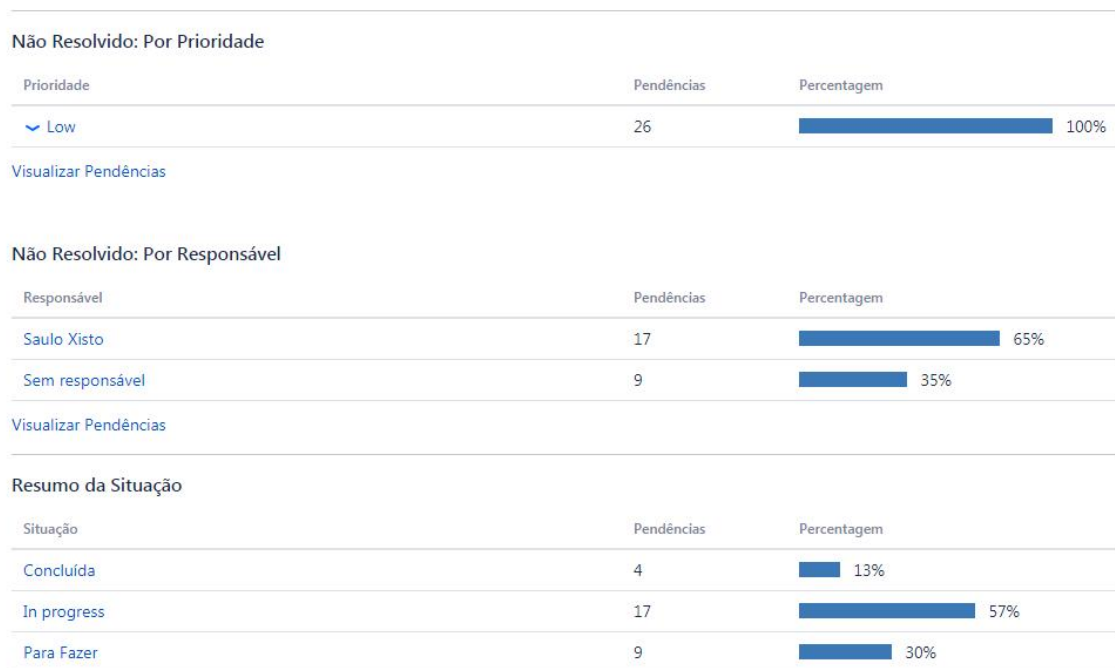 Não Resolvido: Por Prioridade
Prioridade Pendências Percentagem
Low 26 100%
Visualizar Pendências
Não Resolvido: Por Responsável
Responsável Pendências Percentagem
Saulo Xisto 17 65%
Sem responsável 9 35%
Visualizar Pendências
Resumo da Situação
Situação Pendências Percentagem
Concluída 4 13%
In progress 17 57%
Para Fazer 9 30%